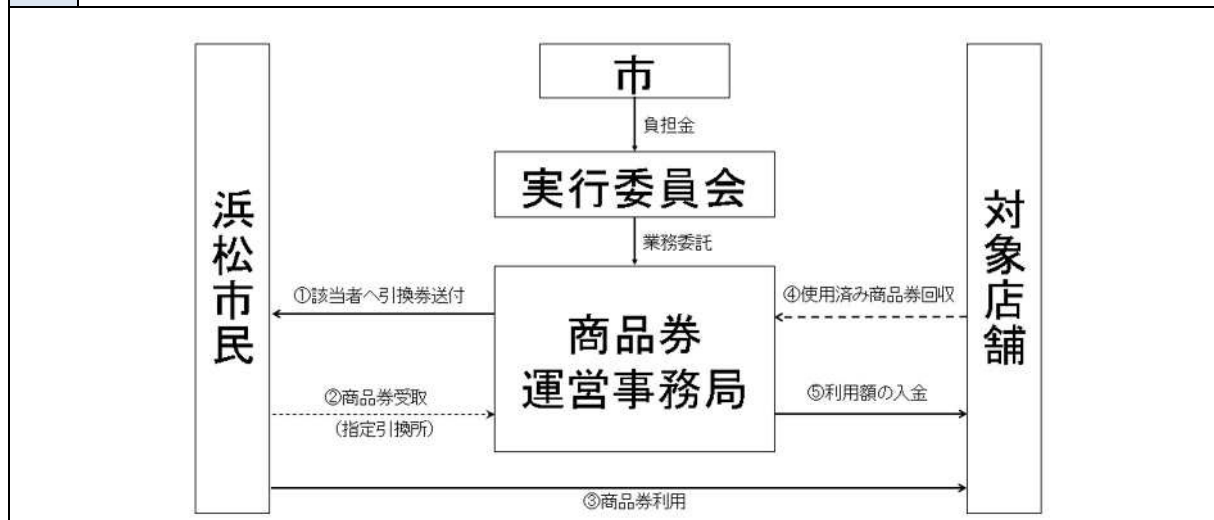 市
負担金
実行委員会
業務委託
浜松市民
対象店舗
①該当者へ引換券送付
④使用済み商品券回収
商品券
運営事務局
②商品券受取
(指定引換所)
⑤利用額の入金
③商品券利用